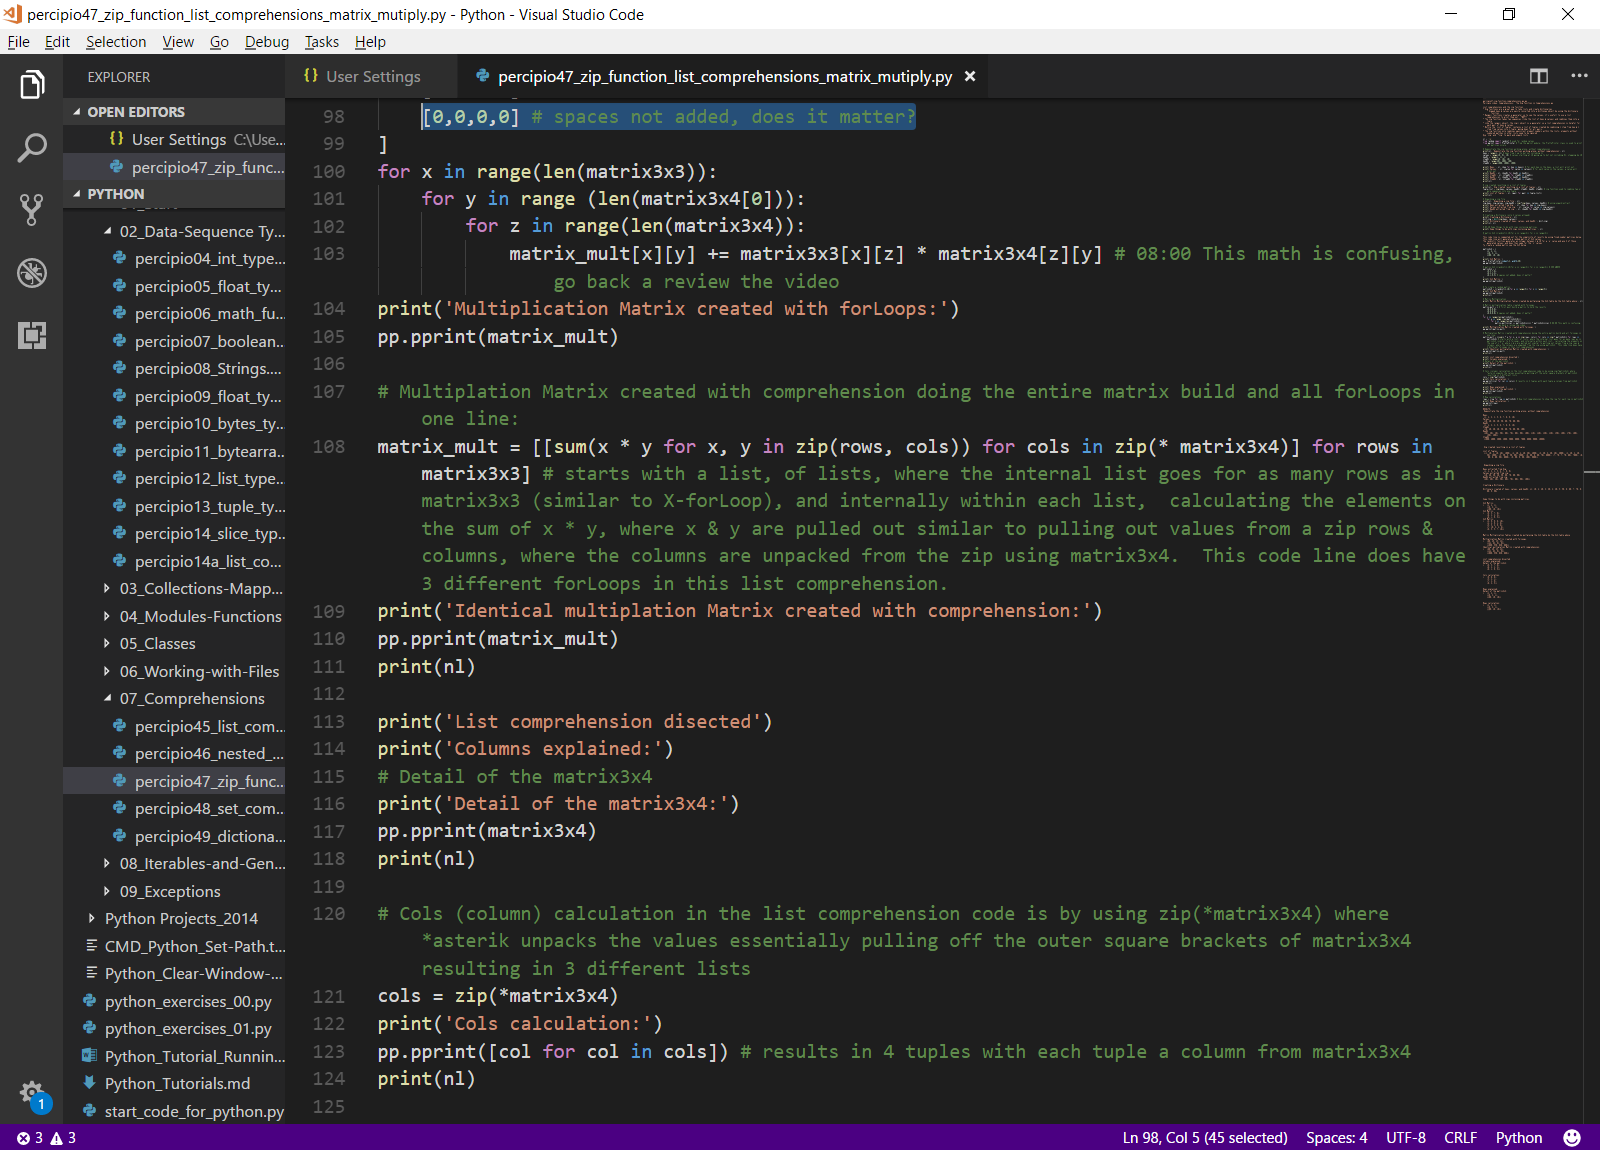 percipio47_zip_function_list_comprehensions_matrix_mutiply.py - Python - Visual Studio Code
File Edit Selection View Go Debug Tasks Help
EXPLORER
OPEN EDITORS
{} User Settings C:\Use...
percipio47_zip_func...
PYTHON
02_Data-Sequence Ty...
percipio04_int_type...
percipio05_float_ty...
percipio06_math_fu...
percipio07_boolean...
percipio08_Strings....
percipio09_float_ty...
percipio10_bytes_ty...
percipio11_bytearra...
percipio12_list_type...
percipio13_tuple_ty...
percipio14_slice_typ...
percipio14a_list_co...
03_Collections-Mapp...
04_Modules-Functions
05_Classes
06_Working-with-Files
07_Comprehensions
percipio45_list_com...
percipio46_nested_...
percipio47_zip_func...
percipio48_set_com...
percipio49_dictiona...
08_Iterables-and-Gen...
09_Exceptions
Python Projects_2014
CMD_Python_Set-Path.t...
Python_Clear-Window-...
python_exercises_00.py
python_exercises_01.py
Python_Tutorial_Runnin...
Python_Tutorials.md
start_code_for_python.py
1
{} User Settings
percipio47_zip_function_list_comprehensions_matrix_mutiply.py
98 [0,0,0,0] # spaces not added, does it matter?
99 ]
100 for x in range(len(matrix3x3)):
101 for y in range (len(matrix3x4[0])):
102 for z in range(len(matrix3x4)):
103 matrix_mult[x][y] += matrix3x3[x][z] * matrix3x4[z][y] # 08:00 This math is confusing,
go back a review the video
104 print('Multiplication Matrix created with forLoops:')
105 pp.pprint(matrix_mult)
106
107 # Multiplation Matrix created with comprehension doing the entire matrix build and all forLoops in
one line:
108 matrix_mult = [[sum(x * y for x, y in zip(rows, cols)) for cols in zip(* matrix3x4)] for rows in
matrix3x3] # starts with a list, of lists, where the internal list goes for as many rows as in
matrix3x3 (similar to X-forLoop), and internally within each list,  calculating the elements on
the sum of x * y, where x & y are pulled out similar to pulling out values from a zip rows &
columns, where the columns are unpacked from the zip using matrix3x4.  This code line does have
3 different forLoops in this list comprehension.
109 print('Identical multiplation Matrix created with comprehension:')
110 pp.pprint(matrix_mult)
111 print(nl)
112
113 print('List comprehension disected')
114 print('Columns explained:')
115 # Detail of the matrix3x4
116 print('Detail of the matrix3x4:')
117 pp.pprint(matrix3x4)
118 print(nl)
119
120 # Cols (column) calculation in the list comprehension code is by using zip(*matrix3x4) where
*asterik unpacks the values essentially pulling off the outer square brackets of matrix3x4
resulting in 3 different lists
121 cols = zip(*matrix3x4)
122 print('Cols calculation:')
123 pp.pprint([col for col in cols]) # results in 4 tuples with each tuple a column from matrix3x4
124 print(nl)
125
3 3
Ln 98, Col 5 (45 selected) Spaces: 4 UTF-8 CRLF Python